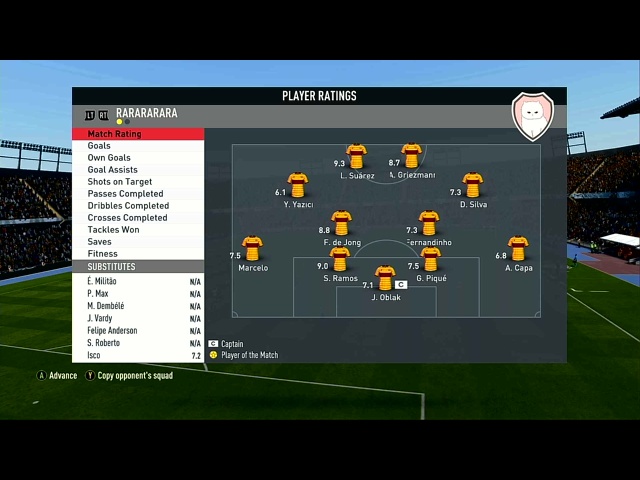 PLAYER RATINGS
LT RT RARARARARA
Match Rating
Goals
Own Goals
Goal Assists
Shots on Target
Passes Completed
Dribbles Completed
Crosses Completed
Tackles Won
Saves
Fitness
SUBSTITUTES
É. Militão N/A
P. Max N/A
M. Dembélé N/A
J. Vardy N/A
Felipe Anderson N/A
S. Roberto N/A
Isco 7.2
9.3 8.7
L. Suárez A. Griezmann
6.1 7.3
Y. Yazıcı D. Silva
8.8 7.3
F. de Jong Fernandinho
7.5 6.8
Marcelo A. Capa
9.0 7.5
S. Ramos G. Piqué
7.1 C
J. Oblak
C Captain
Player of the Match
A Advance Y Copy opponent's squad